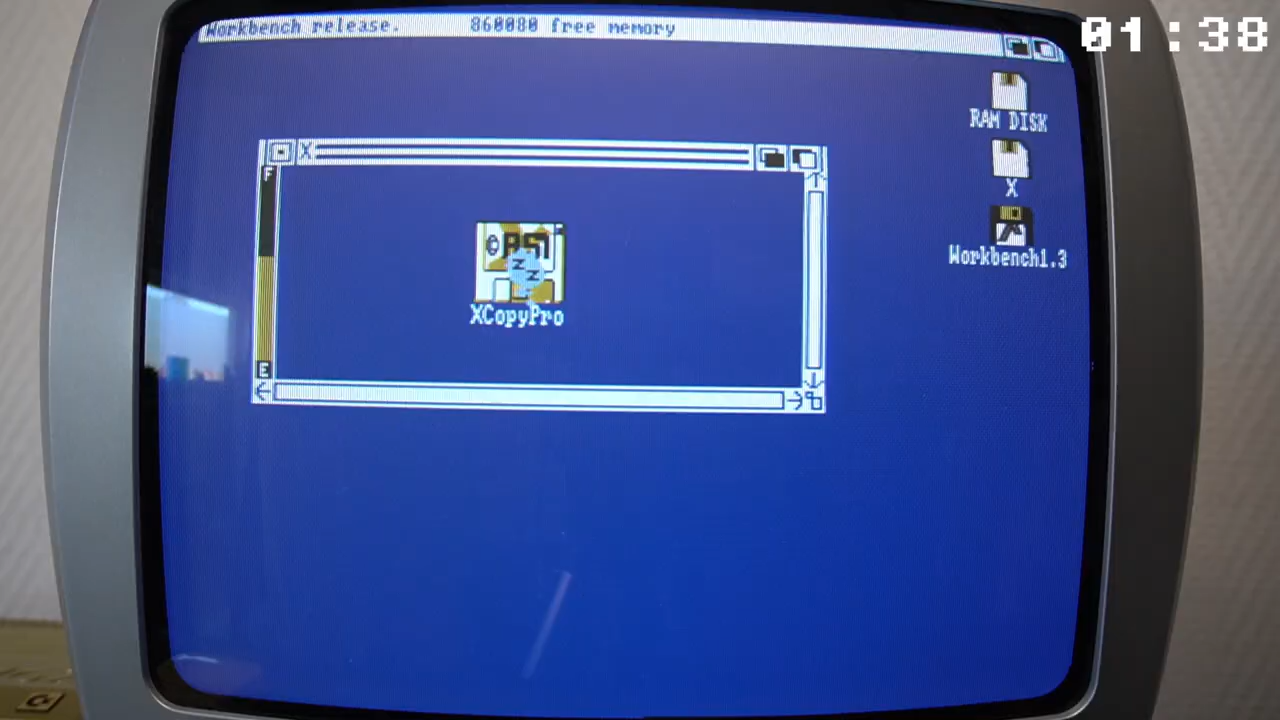 Workbench release. 860080 free memory
01:38
RAM DISK
X
F
X
XCopyPro
Workbench1.3
E